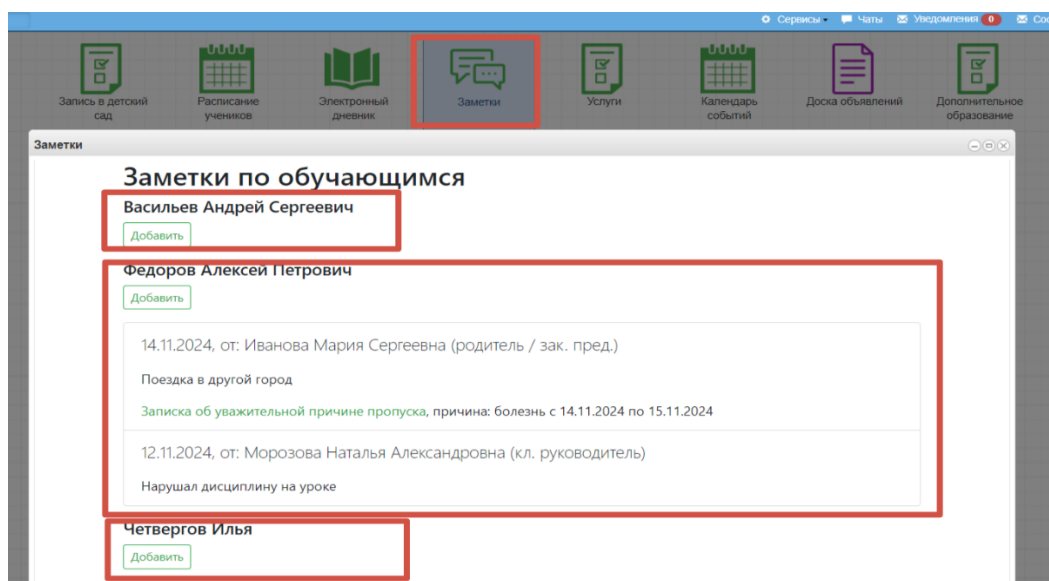 Сервисы Чаты Уведомления 0
Запись в детский сад
Расписание учеников
Электронный дневник
Заметки
Услуги
Календарь событий
Доска объявлений
Дополнительное образование
Заметки
Заметки по обучающимся
Васильев Андрей Сергеевич
Добавить
Федоров Алексей Петрович
Добавить
14.11.2024, от: Иванова Мария Сергеевна (родитель / зак. пред.)
Поездка в другой город
Записка об уважительной причине пропуска, причина: болезнь с 14.11.2024 по 15.11.2024
12.11.2024, от: Морозова Наталья Александровна (кл. руководитель)
Нарушал дисциплину на уроке
Четвергов Илья
Добавить